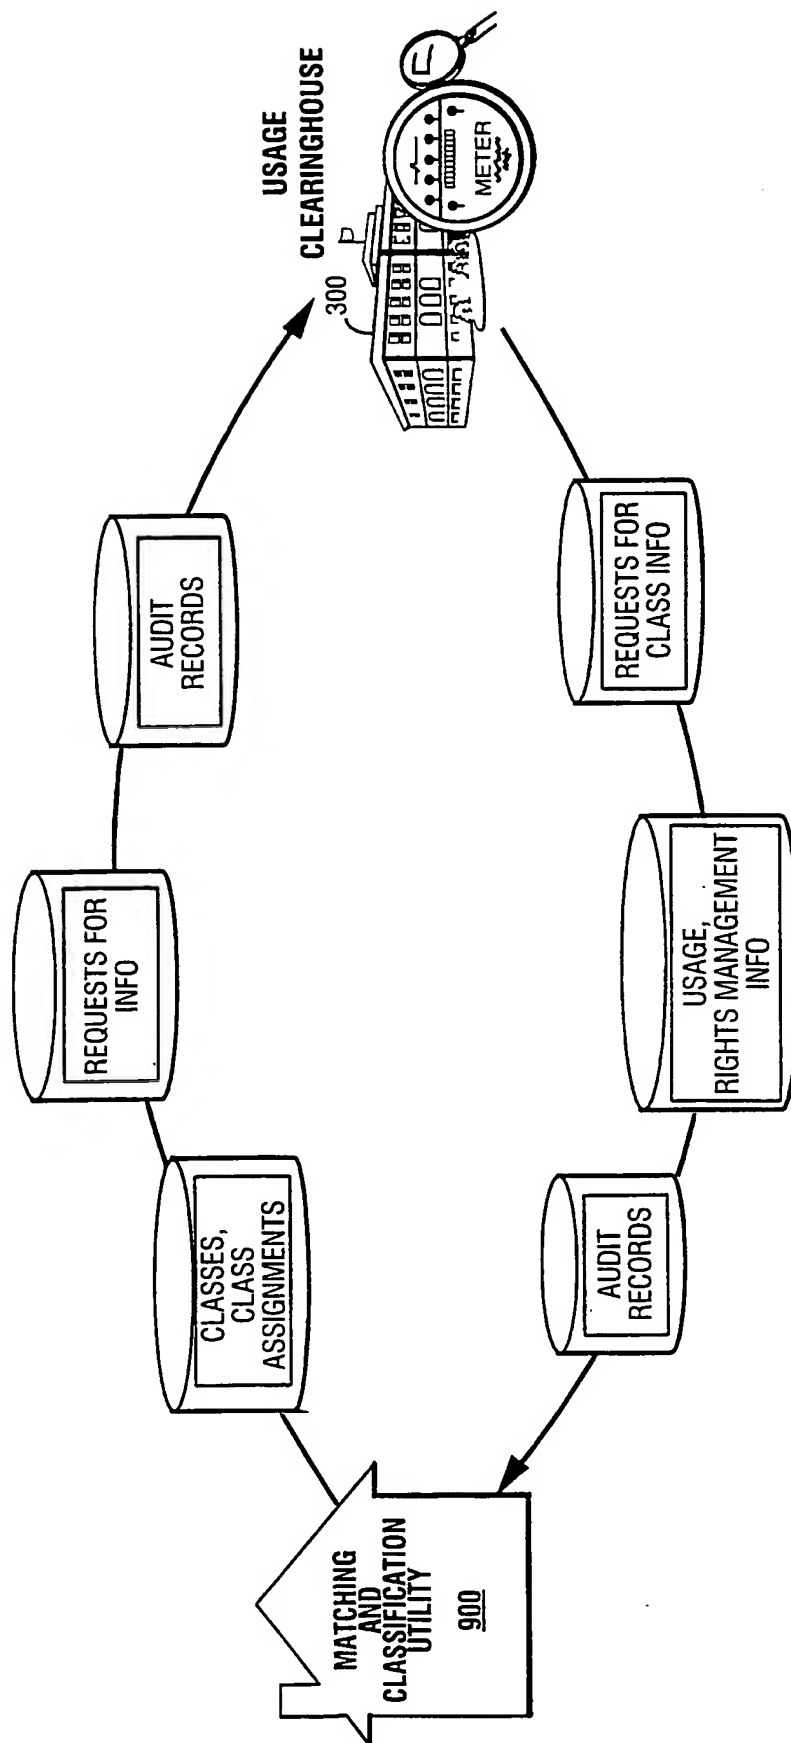 MATCHING
AND
CLASSIFICATION
UTILITY
900
CLASSES,
CLASS
ASSIGNMENTS
REQUESTS FOR
INFO
AUDIT
RECORDS
USAGE
CLEARINGHOUSE
300
METER
REQUESTS FOR
CLASS INFO
USAGE,
RIGHTS MANAGEMENT
INFO
AUDIT
RECORDS